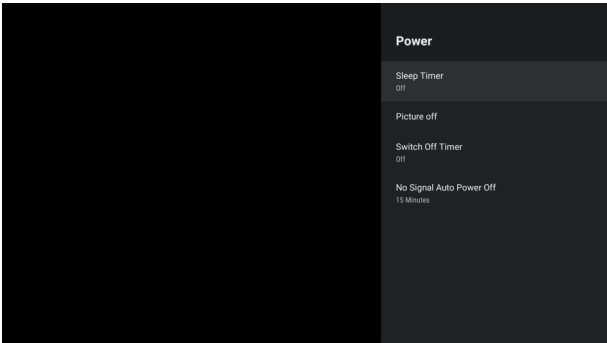 Power
Sleep Timer
Off
Picture off
Switch Off Timer
Off
No Signal Auto Power Off
15 Minutes